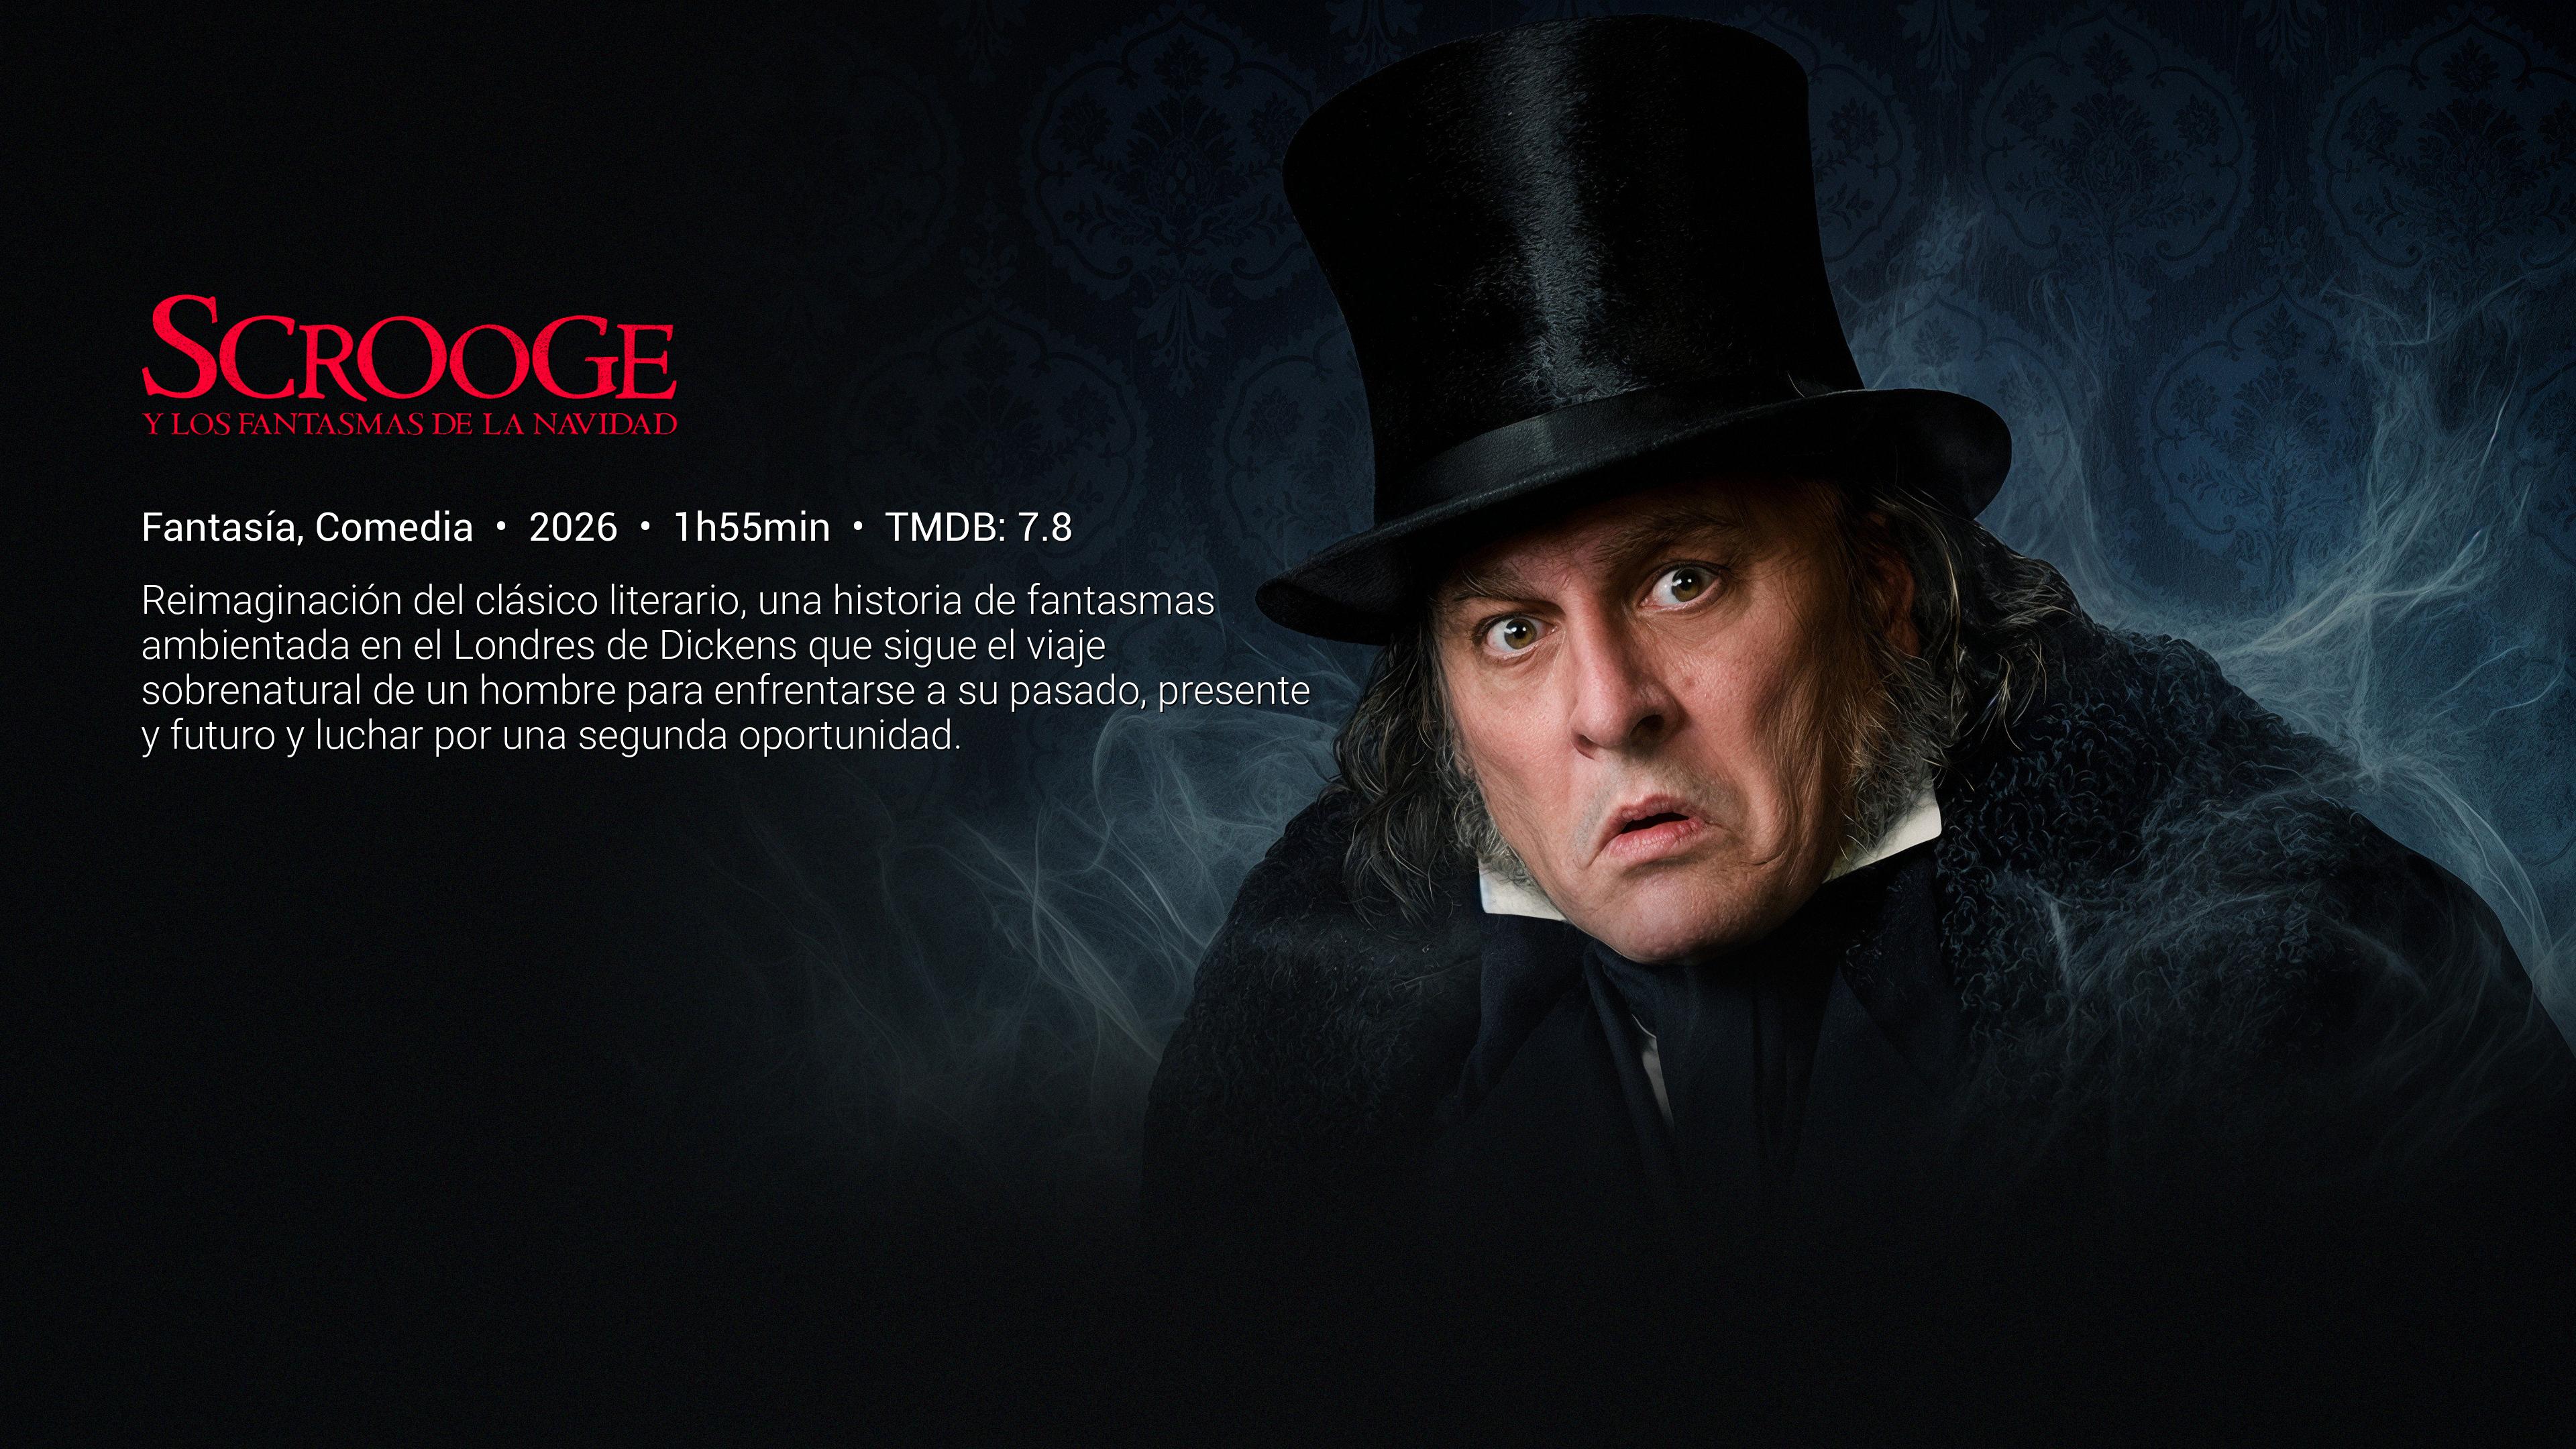 SCROOGE
Y LOS FANTASMAS DE LA NAVIDAD
Fantasía, Comedia • 2026 • 1h55min • TMDB: 7.8
Reimaginación del clásico literario, una historia de fantasmas
ambientada en el Londres de Dickens que sigue el viaje
sobrenatural de un hombre para enfrentarse a su pasado, presente
y futuro y luchar por una segunda oportunidad.